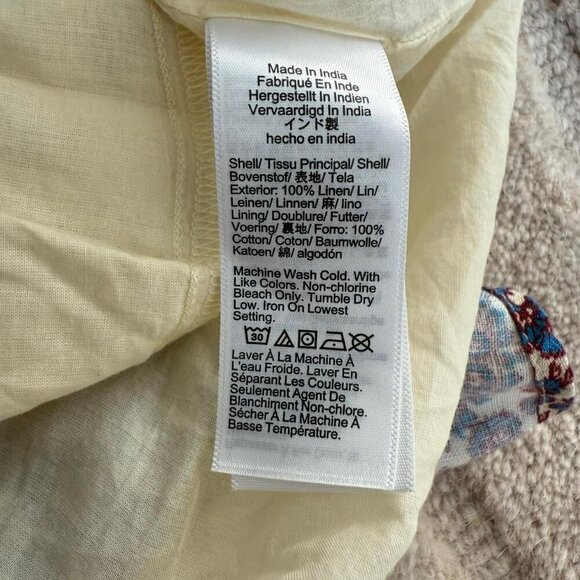 Made In India
Fabriqué En Inde
Hergestellt In Indien
Vervaardigd In India
インド製
hecho en india
Shell/ Tissu Principal/ Shell/
Bovenstof/ 表地/ Tela
Exterior: 100% Linen/ Lin/
Leinen/ Linnen/ 麻/ lino
Lining/ Doublure/ Futter/
Voering/ 裏地/ Forro: 100%
Cotton/ Coton/ Baumwolle/
Katoen/ 綿/ algodón
Machine Wash Cold. With
Like Colors. Non-chlorine
Bleach Only. Tumble Dry
Low. Iron On Lowest
Setting.
30
Laver À La Machine À
L'eau Froide. Laver En
Séparant Les Couleurs.
Seulement Agent De
Blanchiment Non-chlore.
Sécher À La Machine À
Basse Température.